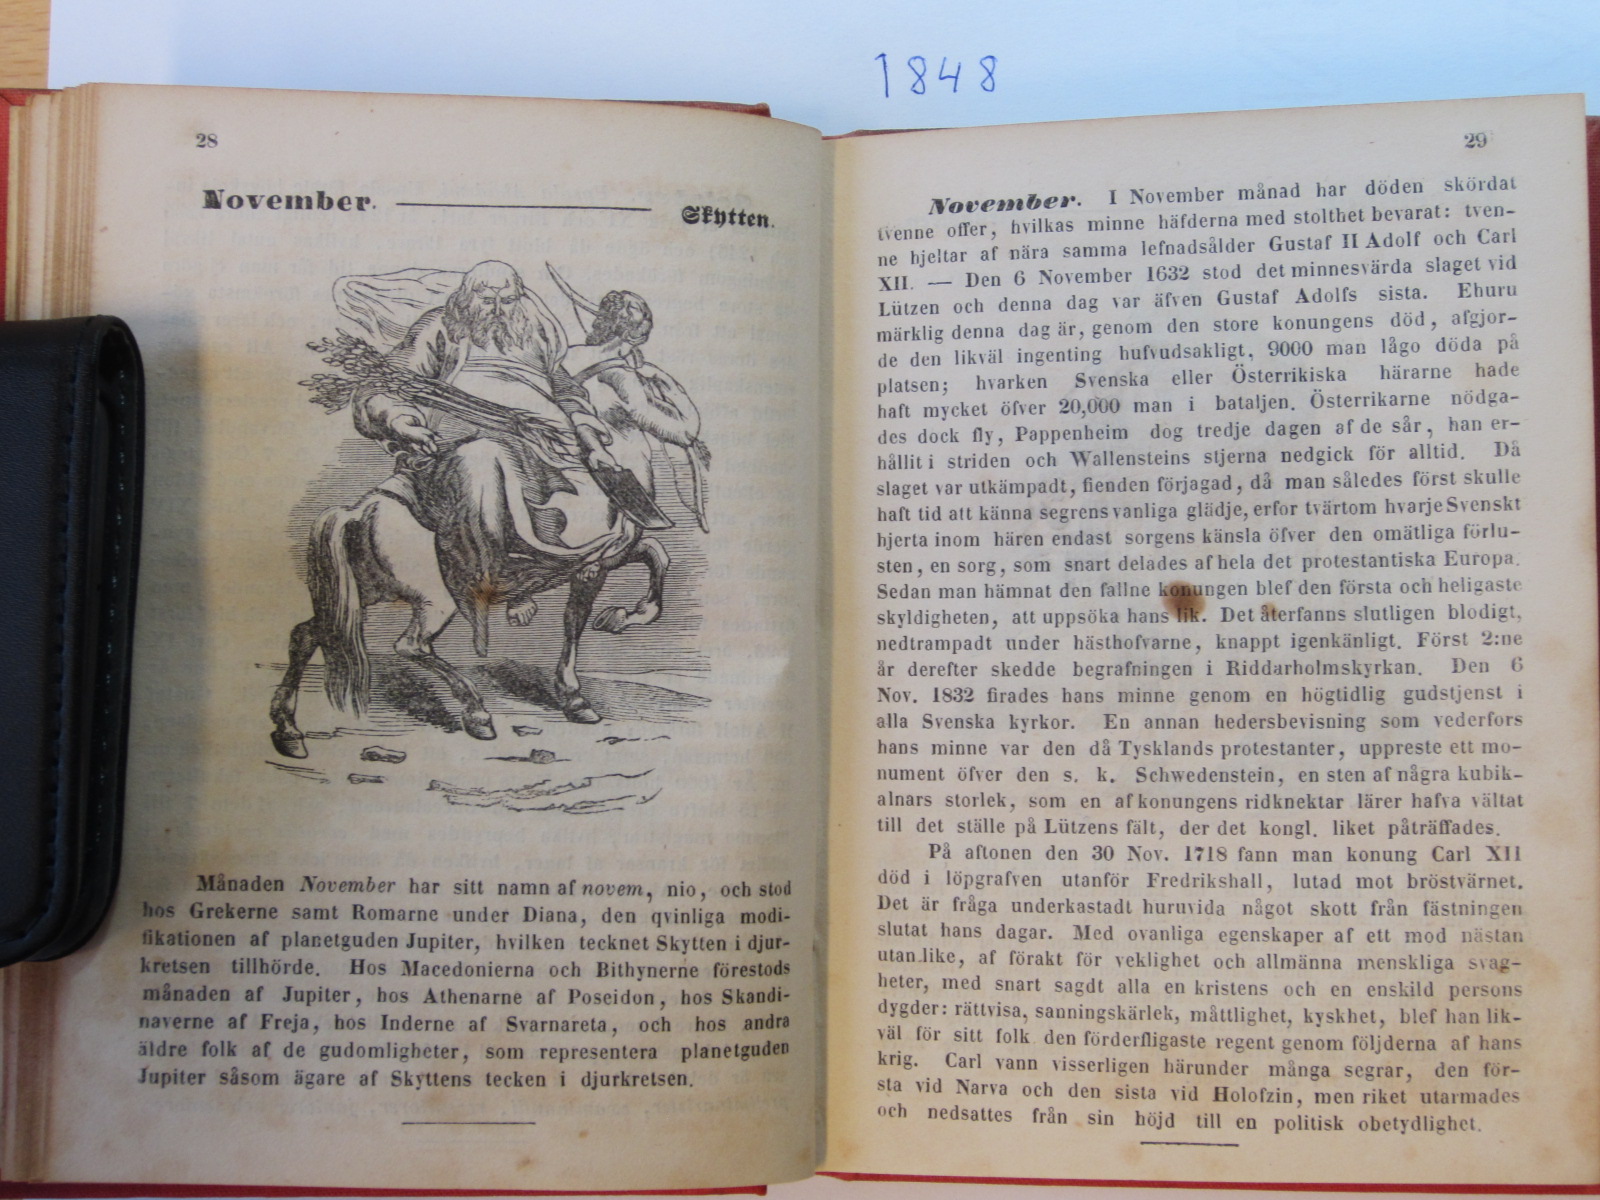 1848
28
November. Skytten.
Månaden November har sitt namn af novem, nio, och stod
hos Grekerne samt Romarne under Diana, den qvinliga modi-
fikationen af planetguden Jupiter, hvilken tecknet Skytten i djur-
kretsen tillhörde. Hos Macedonierna och Bithynerne förestods
månaden af Jupiter, hos Athenarne af Poseidon, hos Skandi-
naverne af Freja, hos Inderne af Svarnareta, och hos andra
äldre folk af de gudomligheter, som representera planetguden
Jupiter såsom ägare af Skyttens tecken i djurkretsen.
29
November. I November månad har döden skördat
tvenne offer, hvilkas minne häfderna med stolthet bevarat: tven-
ne hjeltar af nära samma lefnadsålder Gustaf II Adolf och Carl
XII. — Den 6 November 1632 stod det minnesvärda slaget vid
Lützen och denna dag var äfven Gustaf Adolfs sista. Ehuru
märklig denna dag är, genom den store konungens död, afgjor-
de den likväl ingenting hufvudsakligt, 9000 man lågo döda på
platsen; hvarken Svenska eller Österrikiska härarne hade
haft mycket öfver 20,000 man i bataljen. Österrikarne nödga-
des dock fly, Pappenheim dog tredje dagen af de sår, han er-
hållit i striden och Wallensteins stjerna nedgick för alltid. Då
slaget var utkämpadt, fienden förjagad, då man således först skulle
haft tid att känna segrens vanliga glädje, erfor tvärtom hvarje Svenskt
hjerta inom hären endast sorgens känsla öfver den omätliga förlu-
sten, en sorg, som snart delades af hela det protestantiska Europa.
Sedan man hämnat den fallne konungen blef den första och heligaste
skyldigheten, att uppsöka hans lik. Det återfanns slutligen blodigt,
nedtrampadt under hästhofvarne, knappt igenkänligt. Först 2:ne
år derefter skedde begrafningen i Riddarholmskyrkan. Den 6
Nov. 1832 firades hans minne genom en högtidlig gudstjenst i
alla Svenska kyrkor. En annan hedersbevisning som vederfors
hans minne var den då Tysklands protestanter, uppreste ett mo-
nument öfver den s. k. Schwedenstein, en sten af några kubik-
alnars storlek, som en af konungens ridknektar lärer hafva vältat
till det ställe på Lützens fält, der det kongl. liket påträffades.
På aftonen den 30 Nov. 1718 fann man konung Carl XII
död i löpgrafven utanför Fredrikshall, lutad mot bröstvärnet.
Det är fråga underkastadt huruvida något skott från fästningen
slutat hans dagar. Med ovanliga egenskaper af ett mod nästan
utan like, af förakt för veklighet och allmänna menskliga svag-
heter, med snart sagdt alla en kristens och en enskild persons
dygder: rättvisa, sanningskärlek, måttlighet, kyskhet, blef han lik-
väl för sitt folk den förderfligaste regent genom följderna af hans
krig. Carl vann visserligen härunder många segrar, den för-
sta vid Narva och den sista vid Holofzin, men riket utarmades
och nedsattes från sin höjd till en politisk obetydlighet.